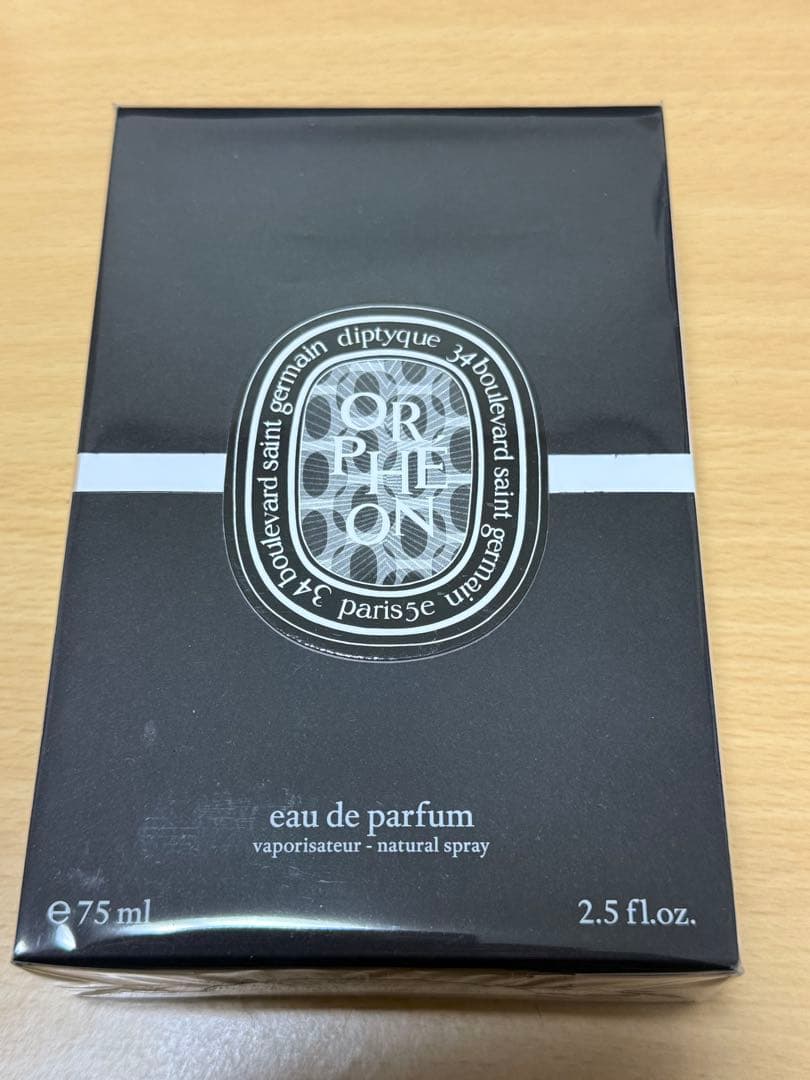 diptyque
34 boulevard saint germain
34 boulevard saint germain
paris 5e
OR
PHÉ
ON
eau de parfum
vaporisateur - natural spray
e 75 ml
2.5 fl.oz.